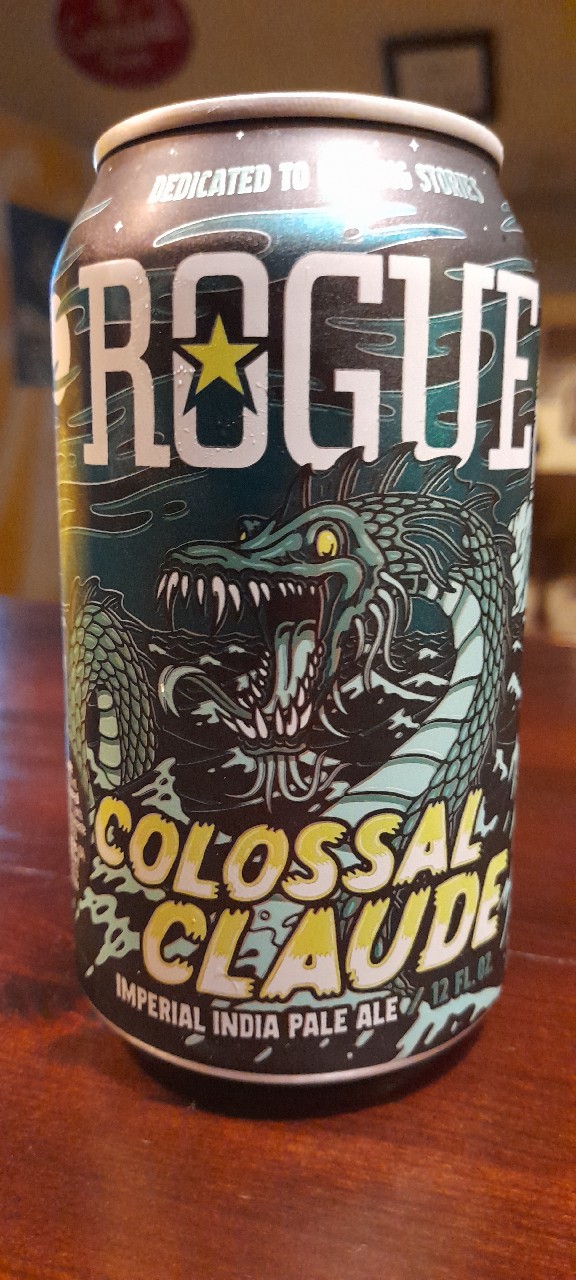 DEDICATED TO STORIES
ROGUE
COLOSSAL
CLAUDE
IMPERIAL INDIA PALE ALE 12 FL. OZ.